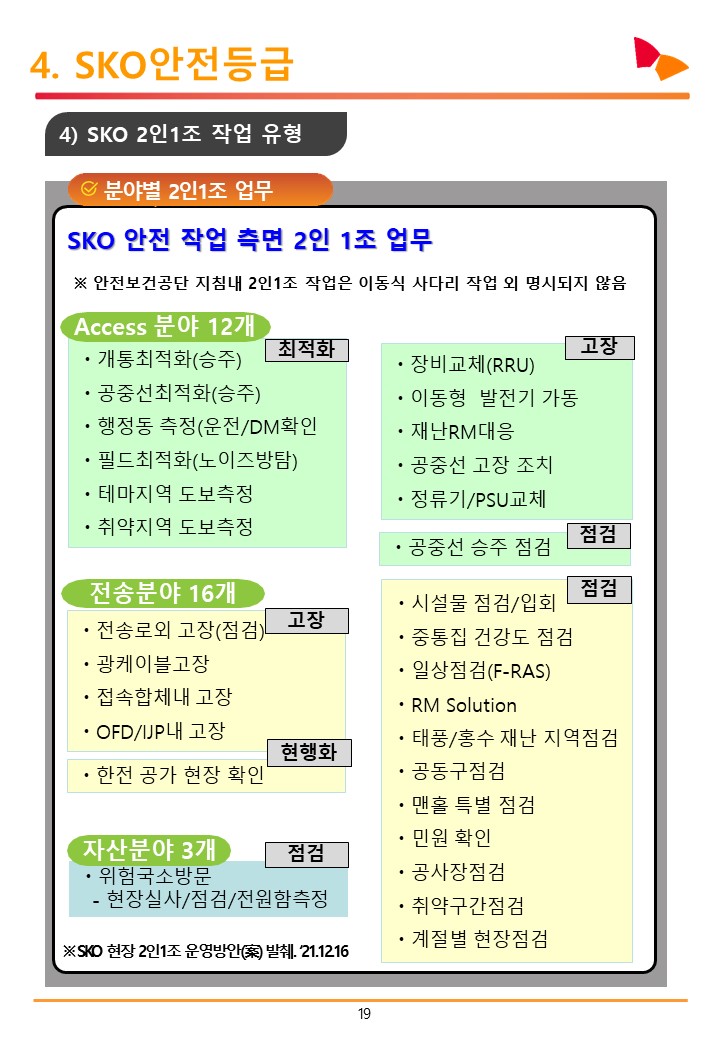 4. SKO안전등급
4) SKO 2인1조 작업 유형
분야별 2인1조 업무
SKO 안전 작업 측면 2인 1조 업무
※ 안전보건공단 지침내 2인1조 작업은 이동식 사다리 작업 외 명시되지 않음
Access 분야 12개
최적화
・개통최적화(승주)
・공중선최적화(승주)
・행정동 측정(운전/DM확인
・필드최적화(노이즈방탐)
・테마지역 도보측정
・취약지역 도보측정
고장
・장비교체(RRU)
・이동형 발전기 가동
・재난RM대응
・공중선 고장 조치
・정류기/PSU교체
점검
・공중선 승주 점검
전송분야 16개
고장
・전송로외 고장(점검)
・광케이블고장
・접속합체내 고장
・OFD/IJP내 고장
현행화
・한전 공가 현장 확인
점검
・시설물 점검/입회
・중통집 건강도 점검
・일상점검(F-RAS)
・RM Solution
・태풍/홍수 재난 지역점검
・공동구점검
・맨홀 특별 점검
・민원 확인
・공사장점검
・취약구간점검
・계절별 현장점검
자산분야 3개
점검
・위험국소방문
- 현장실사/점검/전원함측정
※SKO 현장 2인1조 운영방안(案) 발췌. ‘21.12.16
19